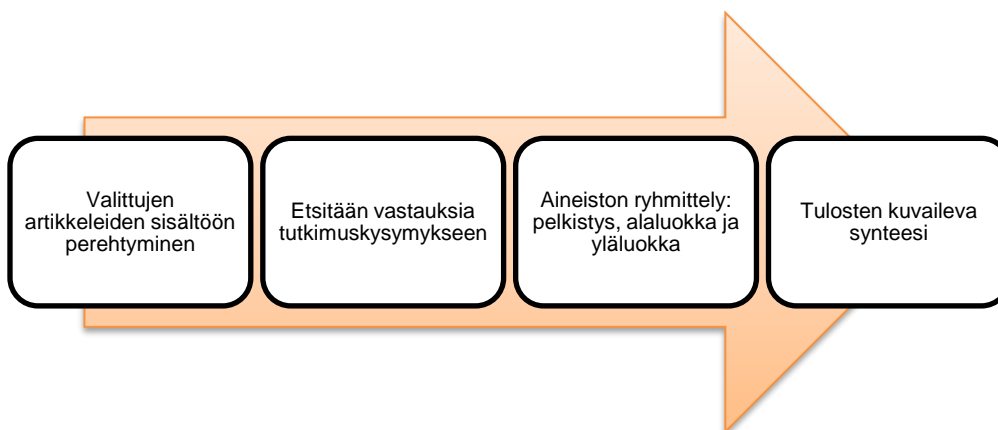 Valittujen
artikkeleiden sisältöön
perehtyminen
Etsitään vastauksia
tutkimuskysymykseen
Aineiston ryhmittely:
pelkistys, alaluokka ja
yläluokka
Tulosten kuvaileva
synteesi